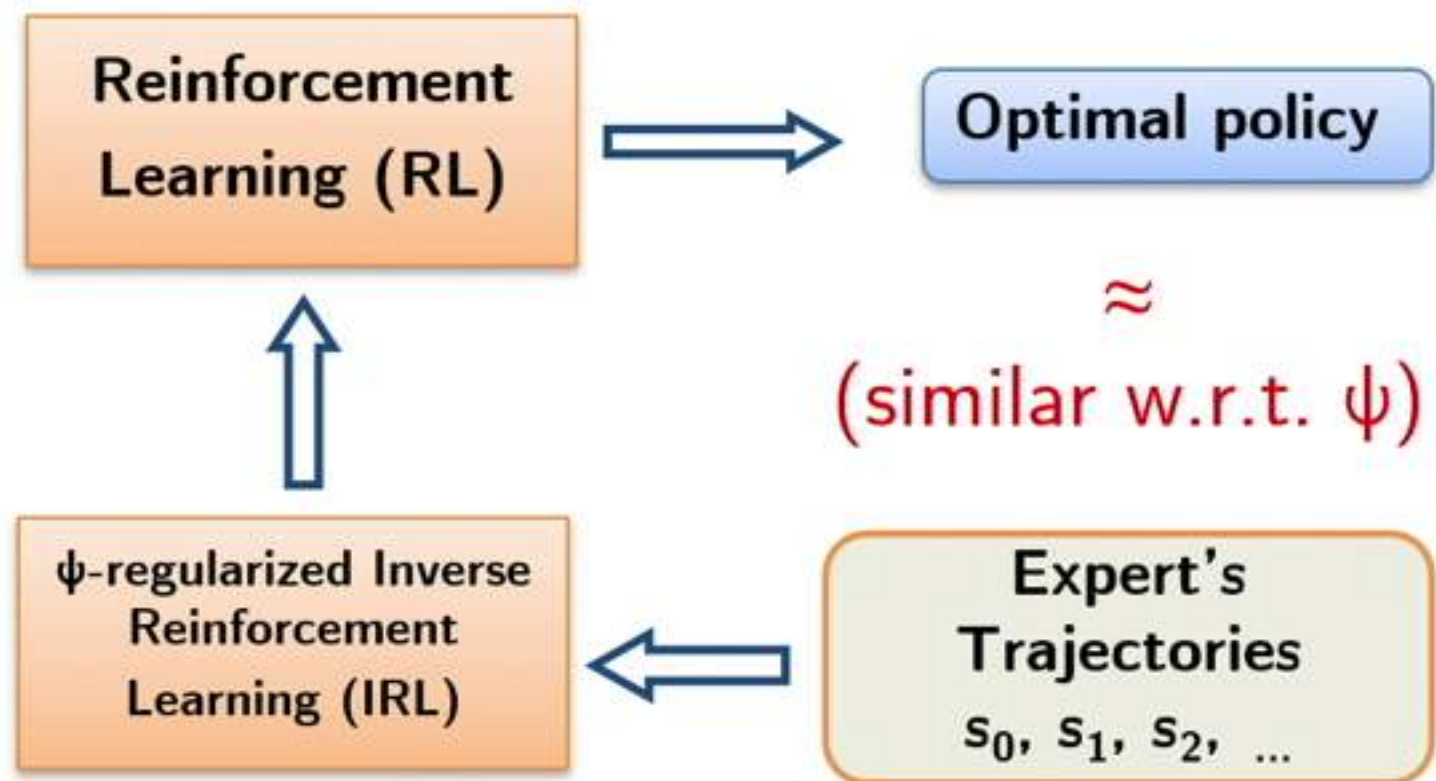 Reinforcement
Learning (RL)
Optimal policy
≈
(similar w.r.t. ψ)
ψ-regularized Inverse
Reinforcement
Learning (IRL)
Expert's
Trajectories
s₀, s₁, s₂, ...